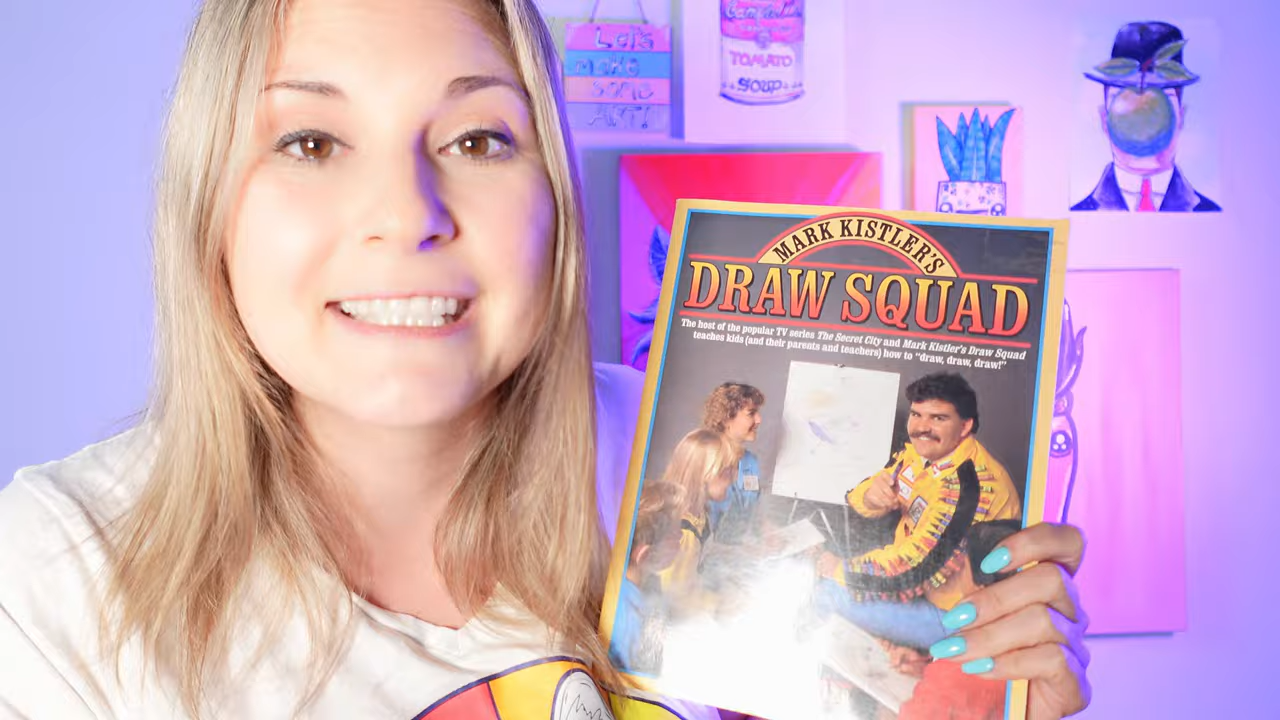 Let's
make
some
ART!
Campbell's
TOMATO
SOUP
MARK KISTLER'S
DRAW SQUAD
The host of the popular TV series The Secret City and Mark Kistler's Draw Squad
teaches kids (and their parents and teachers) how to "draw, draw, draw!"